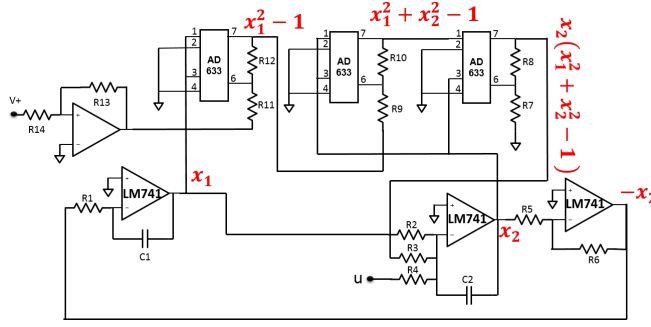 x₁² − 1
x₁² + x₂² − 1
x₂(x₁² + x₂² − 1)
1
2
3
4
7
6
AD
633
R12
R11
1
2
3
4
7
6
AD
633
R10
R9
1
2
3
4
7
6
AD
633
R8
R7
V+
R14
R13
+
−
R1
+
−
LM741
C1
x₁
R2
R3
R4
u
+
−
LM741
C2
x₂
R5
+
−
LM741
R6
−x₂